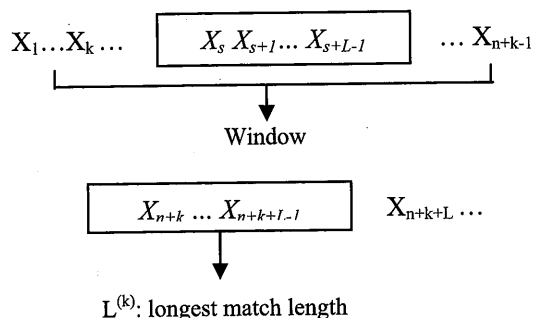 X₁...Xₖ ... Xₛ Xₛ₊₁... Xₛ₊L₋₁ ... Xₙ₊ₖ₋₁
Window
Xₙ₊ₖ ... Xₙ₊ₖ₊L₋₁ Xₙ₊ₖ₊L ...
L⁽ᵏ⁾: longest match length